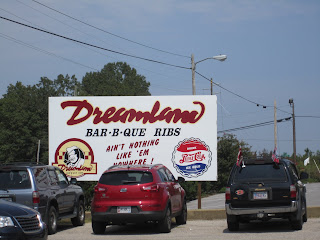 Dreamland
BAR-B-QUE RIBS
AIN'T NOTHING
LIKE 'EM
NOWHERE !
Pepsi-Cola